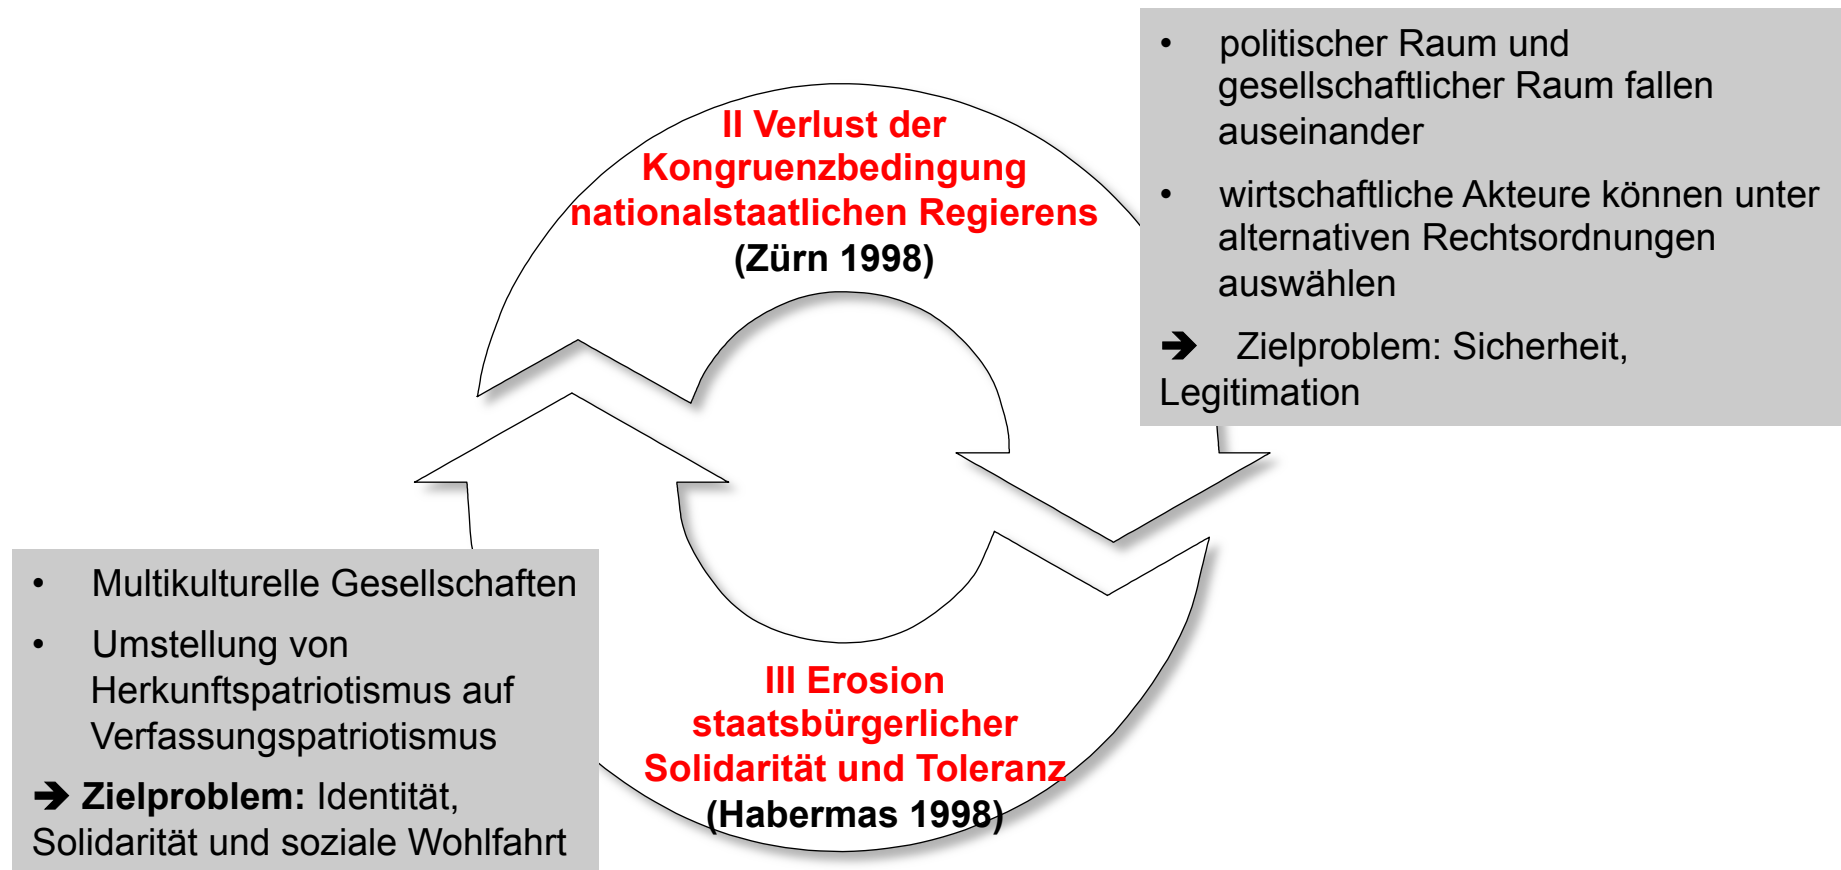 II Verlust der
Kongruenzbedingung
nationalstaatlichen Regierens
(Zürn 1998)
• politischer Raum und
gesellschaftlicher Raum fallen
auseinander
• wirtschaftliche Akteure können unter
alternativen Rechtsordnungen
auswählen
➔ Zielproblem: Sicherheit,
Legitimation
• Multikulturelle Gesellschaften
• Umstellung von
Herkunftspatriotismus auf
Verfassungspatriotismus
➔ Zielproblem: Identität,
Solidarität und soziale Wohlfahrt
III Erosion
staatsbürgerlicher
Solidarität und Toleranz
(Habermas 1998)